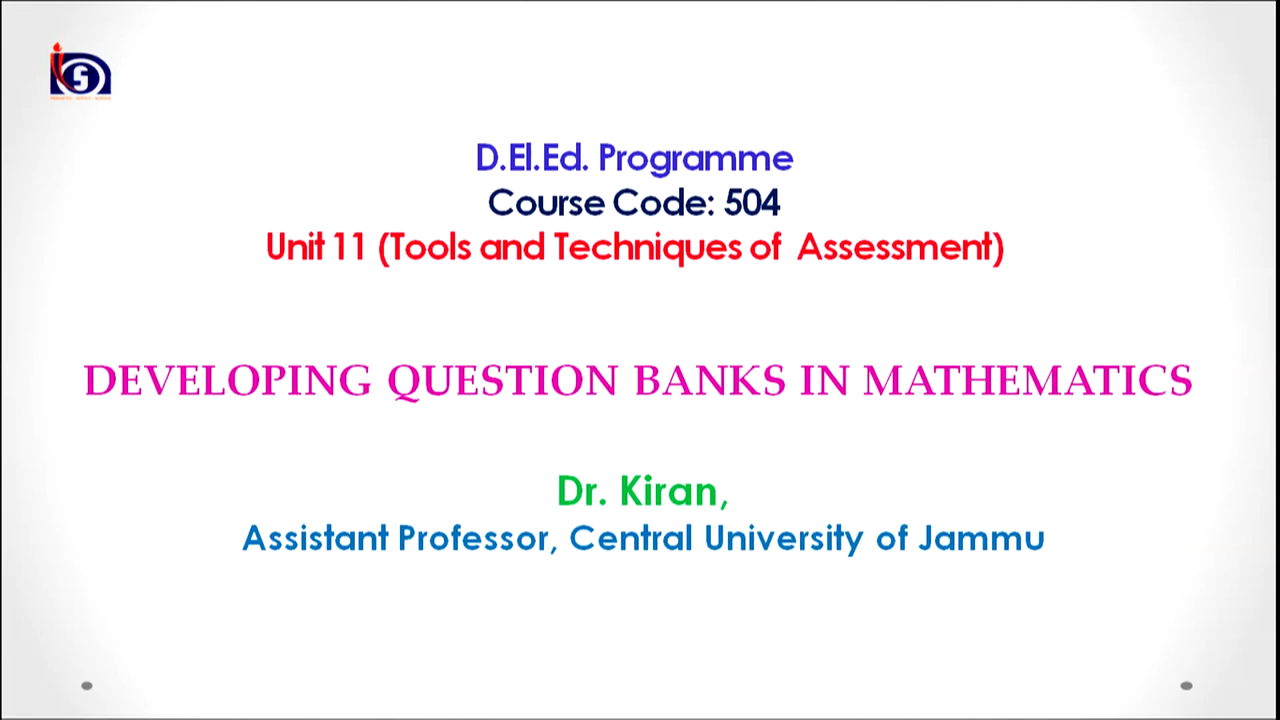 D.El.Ed. Programme
Course Code: 504
Unit 11 (Tools and Techniques of Assessment)
DEVELOPING QUESTION BANKS IN MATHEMATICS
Dr. Kiran,
Assistant Professor, Central University of Jammu